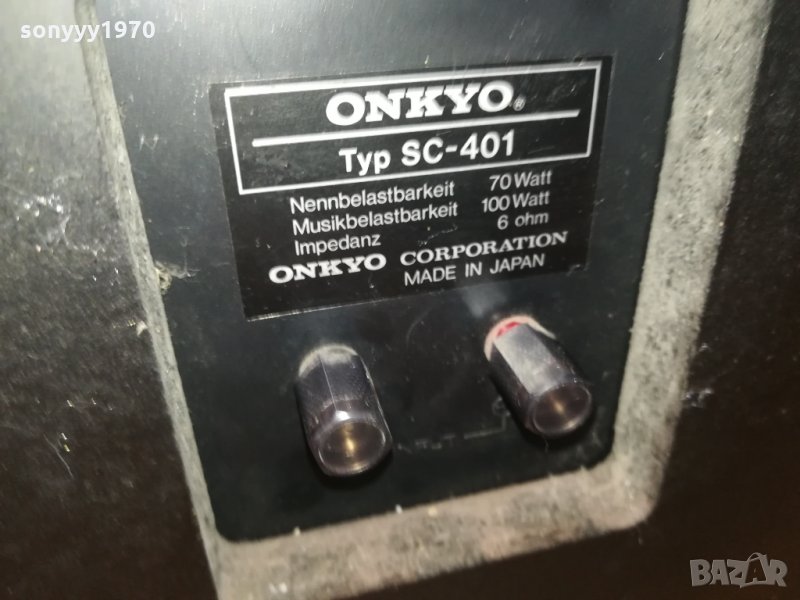 sonyyy1970
ONKYO®
Typ SC-401
Nennbelastbarkeit 70 Watt
Musikbelastbarkeit 100 Watt
Impedanz 6 ohm
ONKYO CORPORATION
MADE IN JAPAN
BAZAR